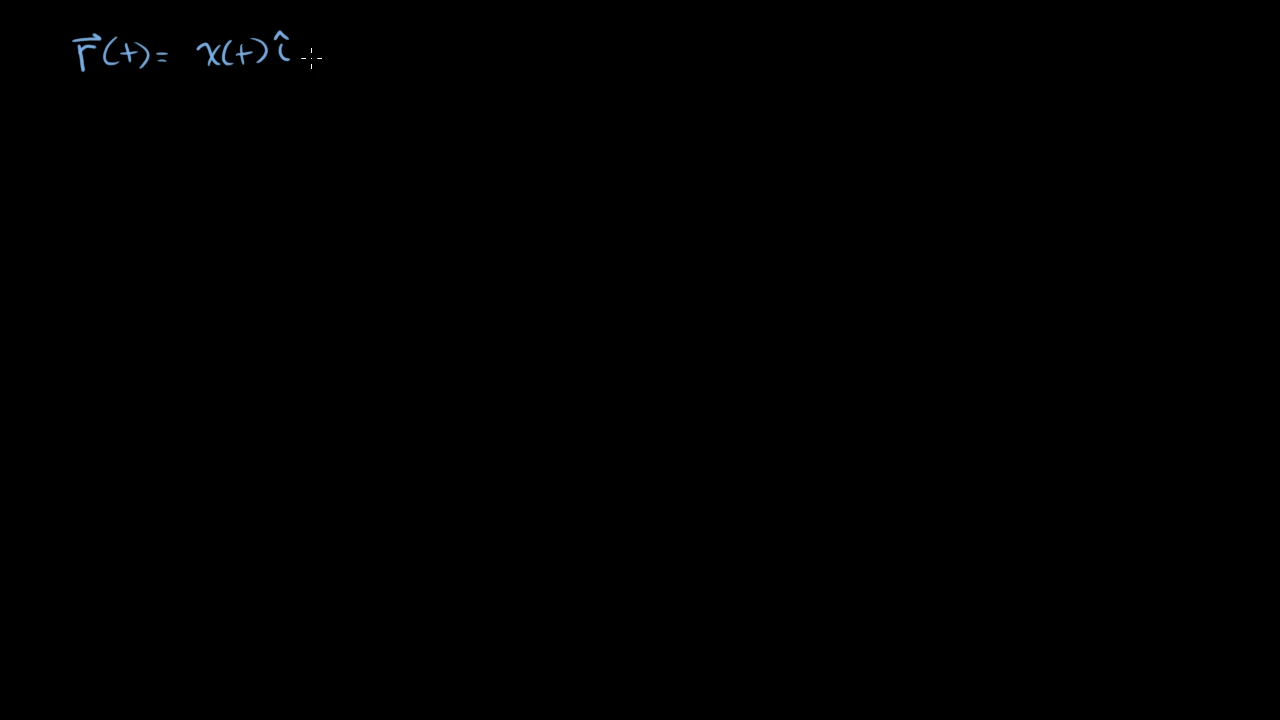 r⃗(t) = x(t) î